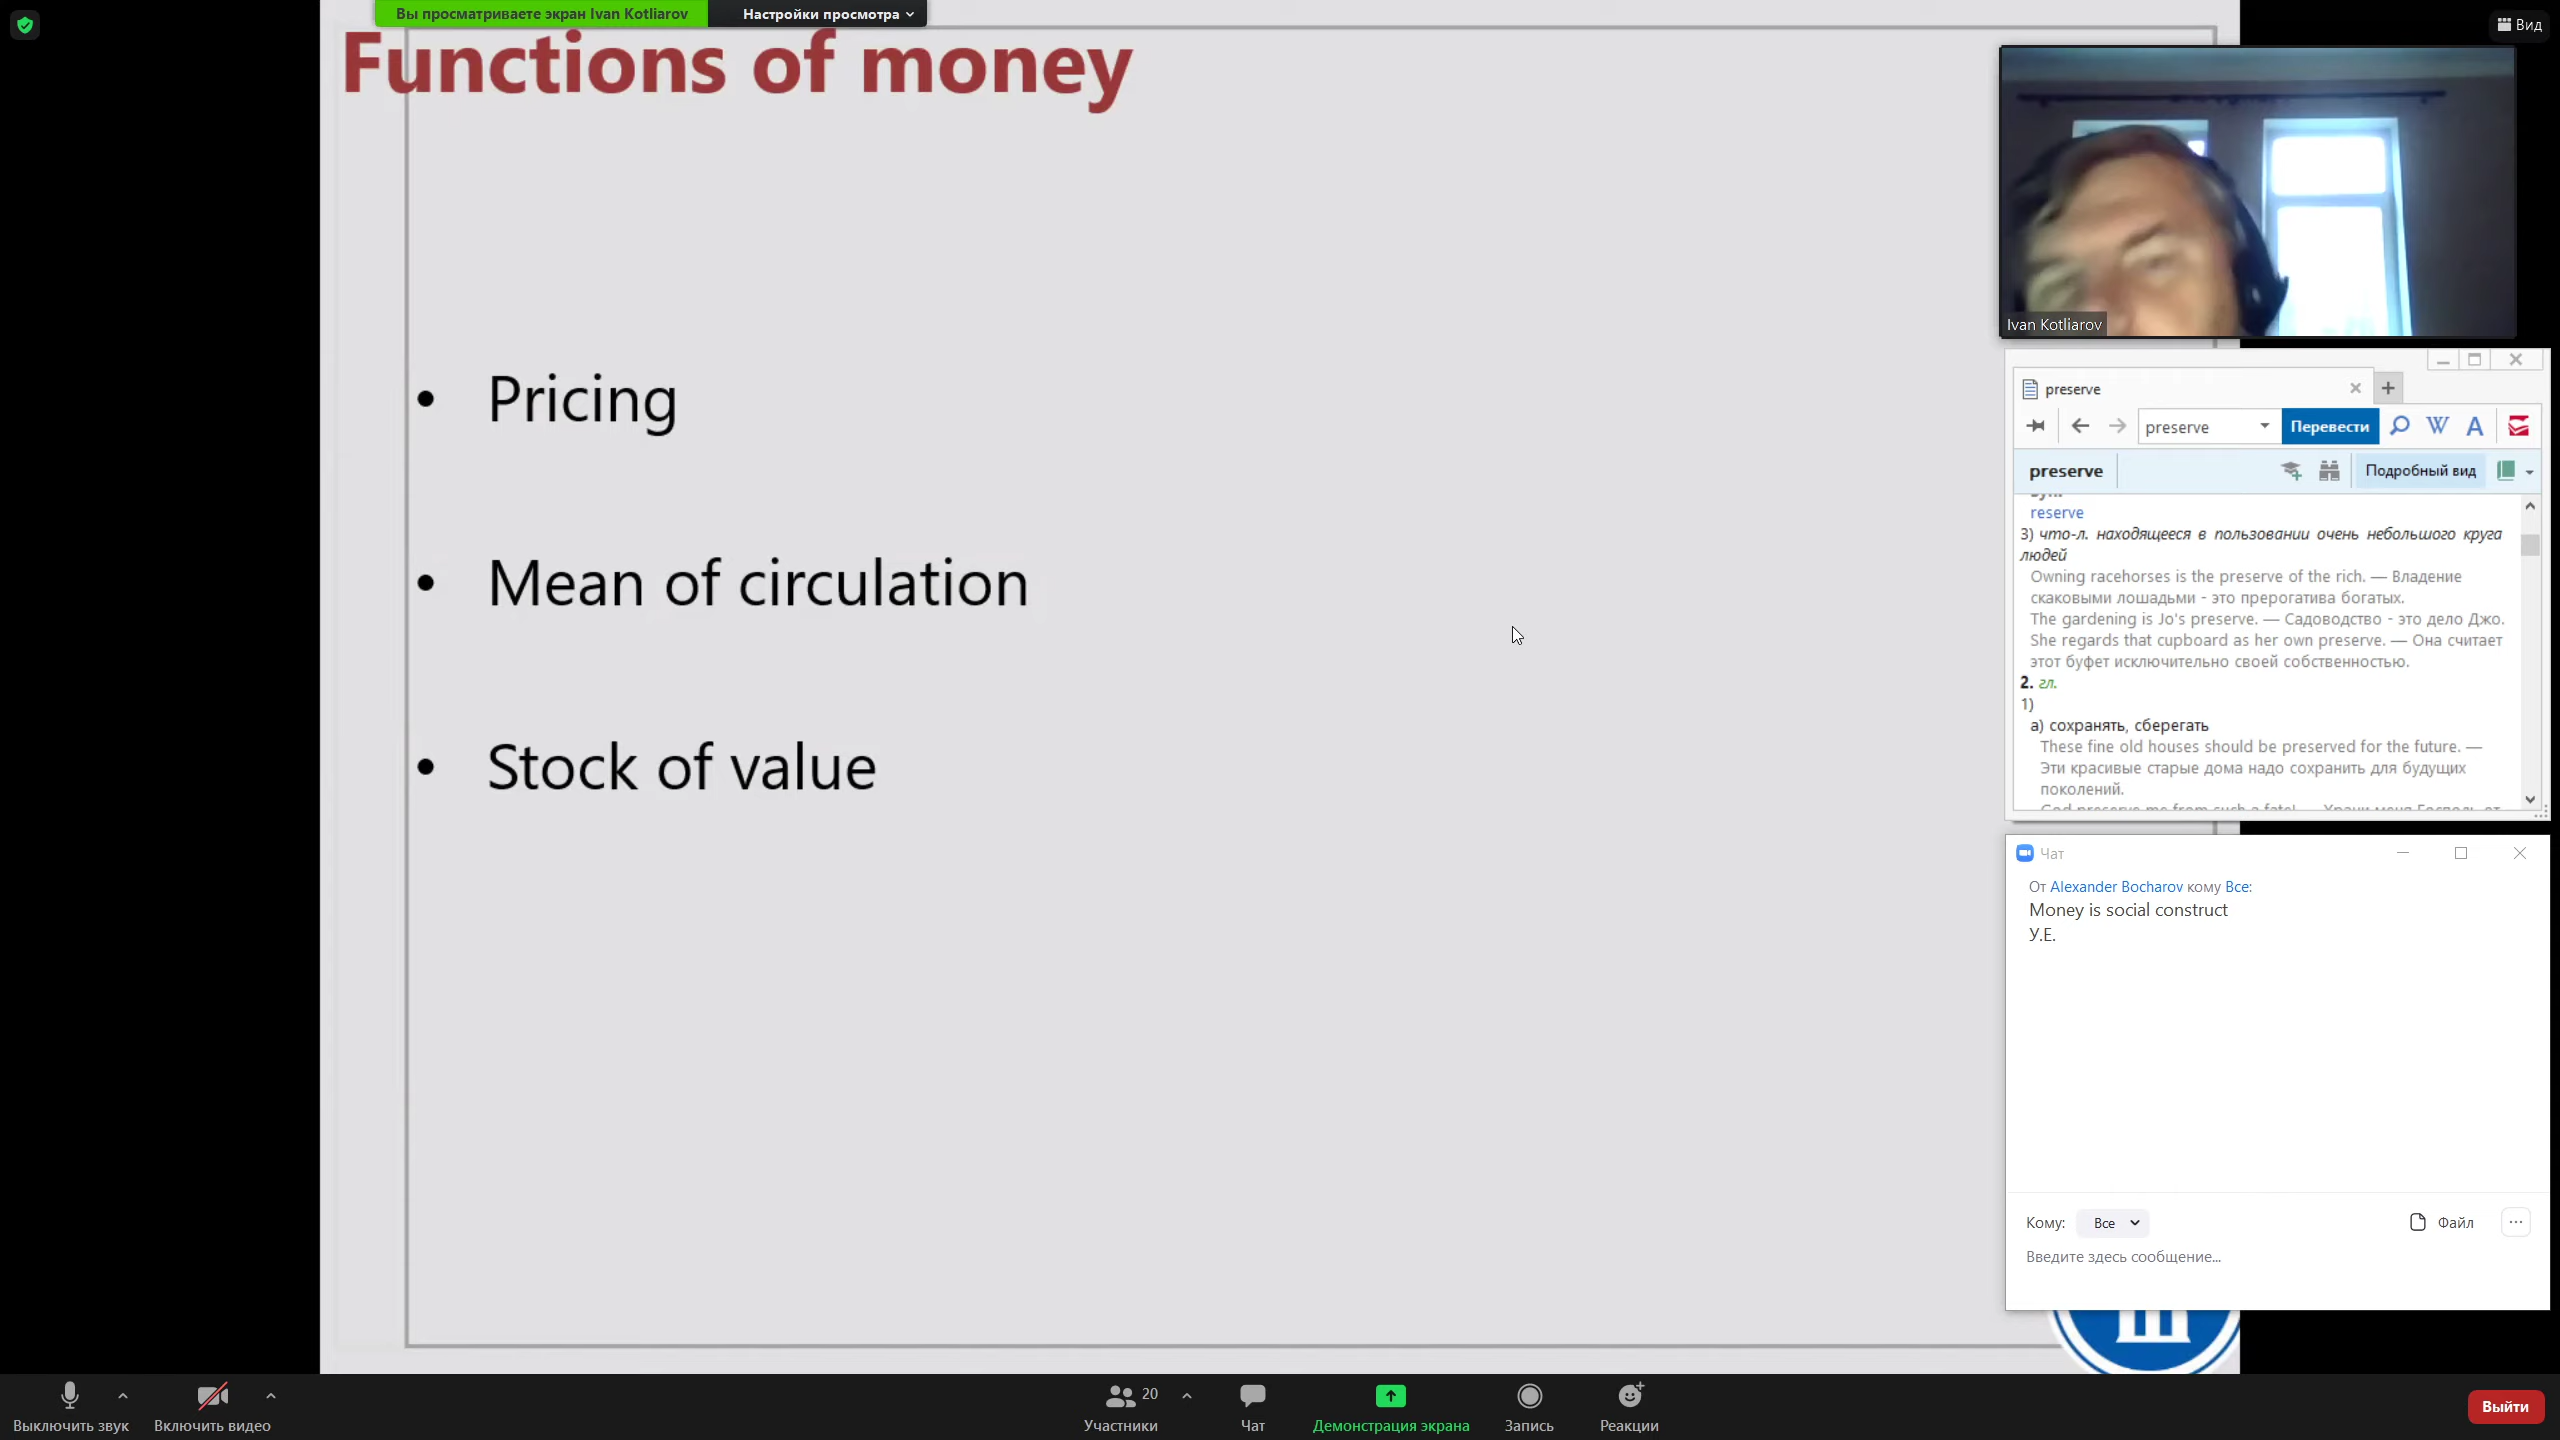 Вы просматриваете экран Ivan Kotliarov
Настройки просмотра
Вид
Functions of money
• Pricing
• Mean of circulation
• Stock of value
Ivan Kotliarov
preserve
preserve
Перевести
preserve
Подробный вид
reserve
3) что-л. находящееся в пользовании очень небольшого круга
людей
Owning racehorses is the preserve of the rich. — Владение
скаковыми лошадьми - это прерогатива богатых.
The gardening is Jo's preserve. — Садоводство - это дело Джо.
She regards that cupboard as her own preserve. — Она считает
этот буфет исключительно своей собственностью.
2. гл.
1)
а) сохранять, сберегать
These fine old houses should be preserved for the future. —
Эти красивые старые дома надо сохранить для будущих
поколений.
Чат
От Alexander Bocharov кому Все:
Money is social construct
У.Е.
Кому: Все
Файл
Введите здесь сообщение...
Выключить звук
Включить видео
20
Участники
Чат
Демонстрация экрана
Запись
Реакции
Выйти